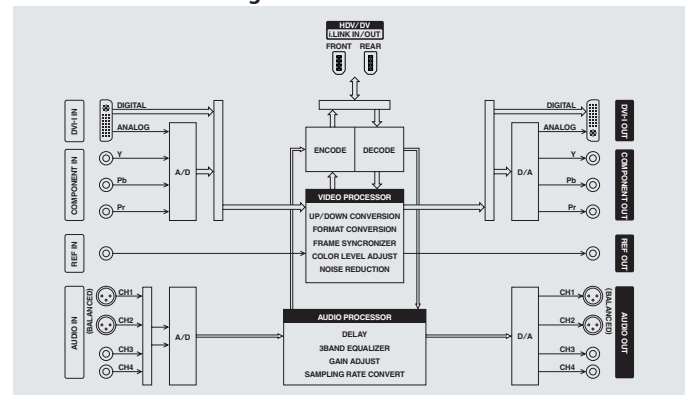 HDV/DV
i.LINK IN/OUT
FRONT REAR
DVI-I IN
DIGITAL
ANALOG
COMPONENT IN
Y
Pb
Pr
A/D
REF IN
AUDIO IN
(BALANCED)
CH1
CH2
CH3
CH4
A/D
ENCODE
DECODE
VIDEO PROCESSOR
UP/DOWN CONVERSION
FORMAT CONVERSION
FRAME SYNCRONIZER
COLOR LEVEL ADJUST
NOISE REDUCTION
AUDIO PROCESSOR
DELAY
3BAND EQUALIZER
GAIN ADJUST
SAMPLING RATE CONVERT
DIGITAL
ANALOG
DVI-I OUT
D/A
Y
Pb
Pr
COMPONENT OUT
REF OUT
D/A
CH1
CH2
CH3
CH4
(BALANCED)
AUDIO OUT